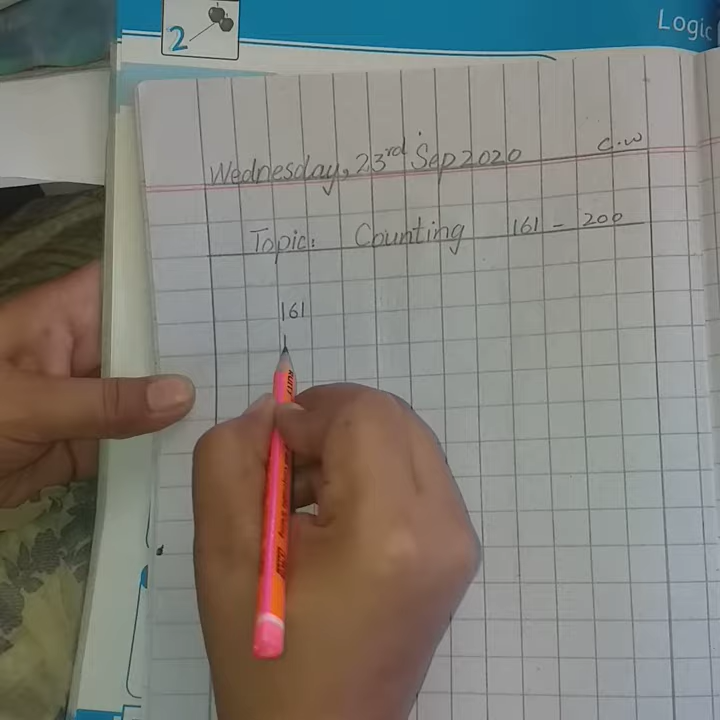 2
Logic
C.W
Wednesday, 23rd Sep 2020
Topic: Counting 161 - 200
161